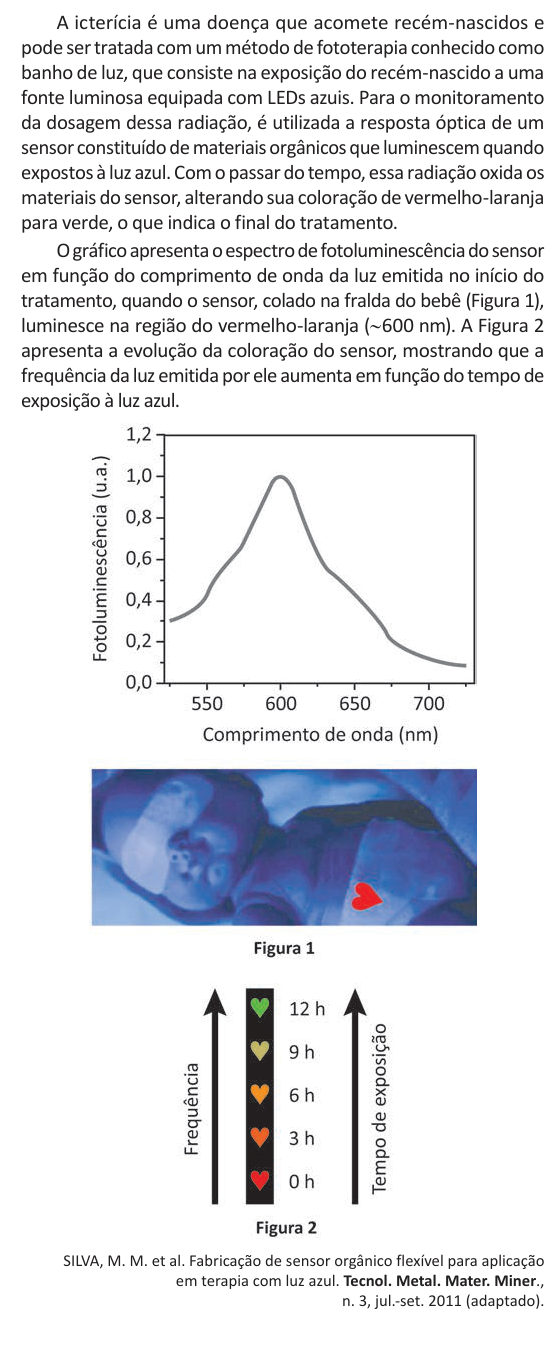 A icterícia é uma doença que acomete recém-nascidos e
pode ser tratada com um método de fototerapia conhecido como
banho de luz, que consiste na exposição do recém-nascido a uma
fonte luminosa equipada com LEDs azuis. Para o monitoramento
da dosagem dessa radiação, é utilizada a resposta óptica de um
sensor constituído de materiais orgânicos que luminescem quando
expostos à luz azul. Com o passar do tempo, essa radiação oxida os
materiais do sensor, alterando sua coloração de vermelho-laranja
para verde, o que indica o final do tratamento.
O gráfico apresenta o espectro de fotoluminescência do sensor
em função do comprimento de onda da luz emitida no início do
tratamento, quando o sensor, colado na fralda do bebê (Figura 1),
luminesce na região do vermelho-laranja (~600 nm). A Figura 2
apresenta a evolução da coloração do sensor, mostrando que a
frequência da luz emitida por ele aumenta em função do tempo de
exposição à luz azul.
Fotoluminescência (u.a.)
1,2
1,0
0,8
0,6
0,4
0,2
0,0
550 600 650 700
Comprimento de onda (nm)
Figura 1
Frequência
12 h
9 h
6 h
3 h
0 h
Tempo de exposição
Figura 2
SILVA, M. M. et al. Fabricação de sensor orgânico flexível para aplicação
em terapia com luz azul. Tecnol. Metal. Mater. Miner.,
n. 3, jul.-set. 2011 (adaptado).